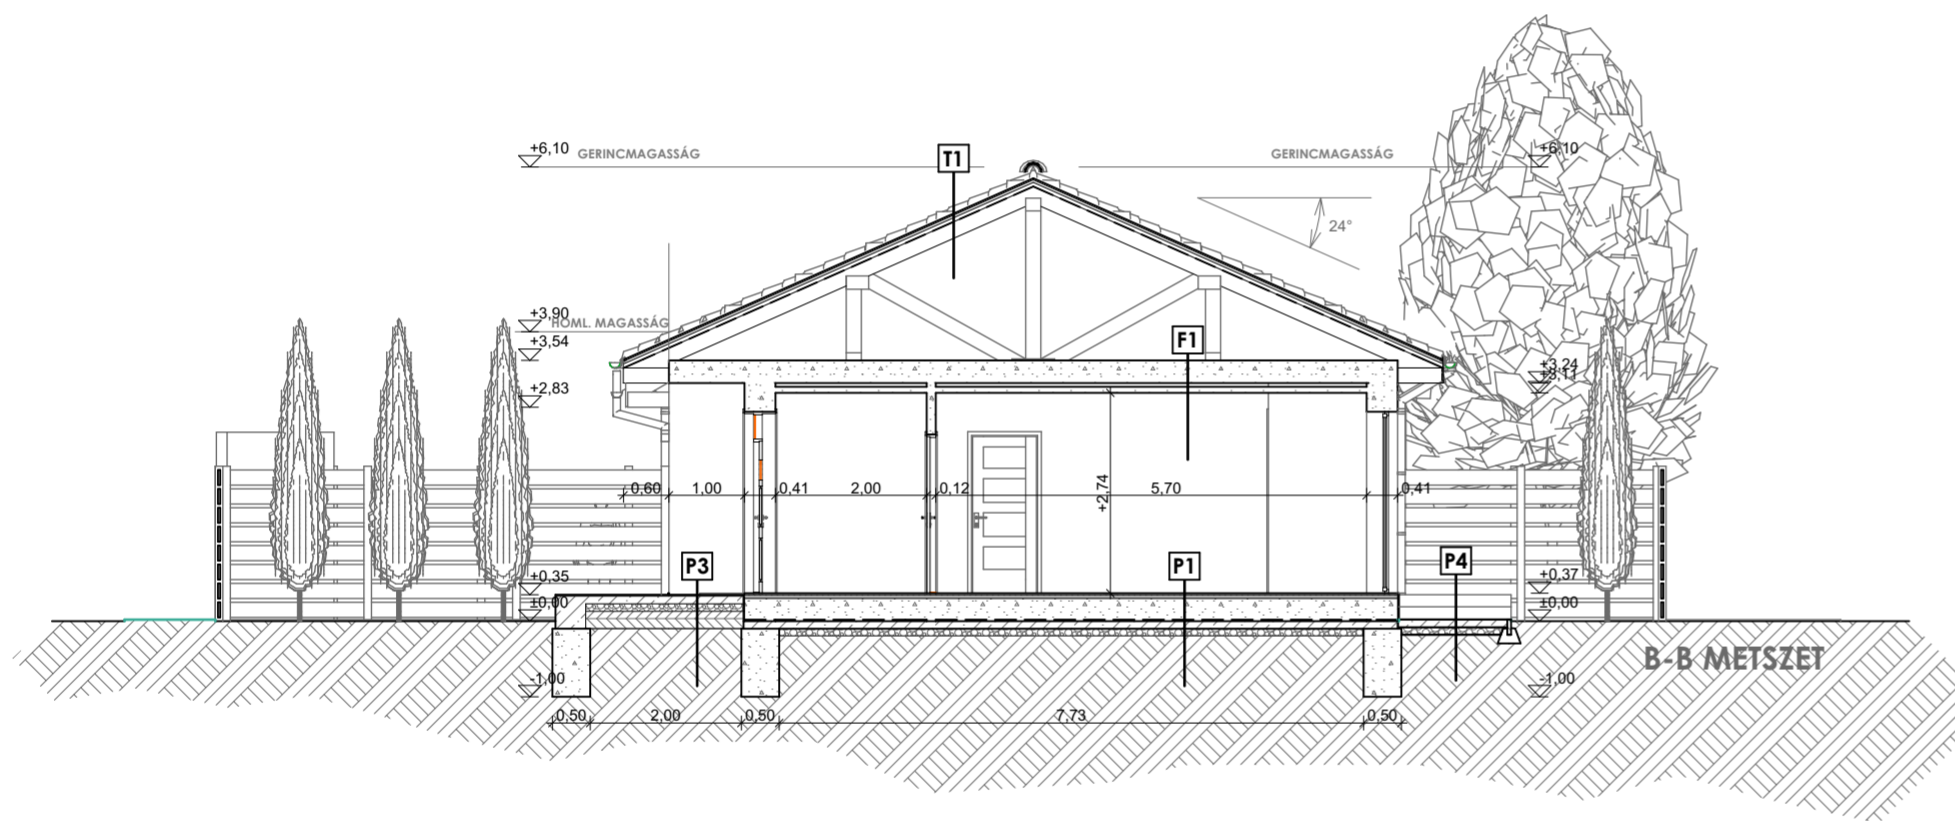 +6,10 GERINCMAGASSÁG
T1
GERINCMAGASSÁG +6,10
24°
+3,90 HOML. MAGASSÁG
+3,54
F1
+3,24
+3,11
+2,83
0,60 1,00 0,41 2,00 0,12 +2,74 5,70 0,41
P3
P1
P4
+0,35
+0,37
±0,00
±0,00
B-B METSZET
-1,00
-1,00
0,50 2,00 0,50 7,73 0,50